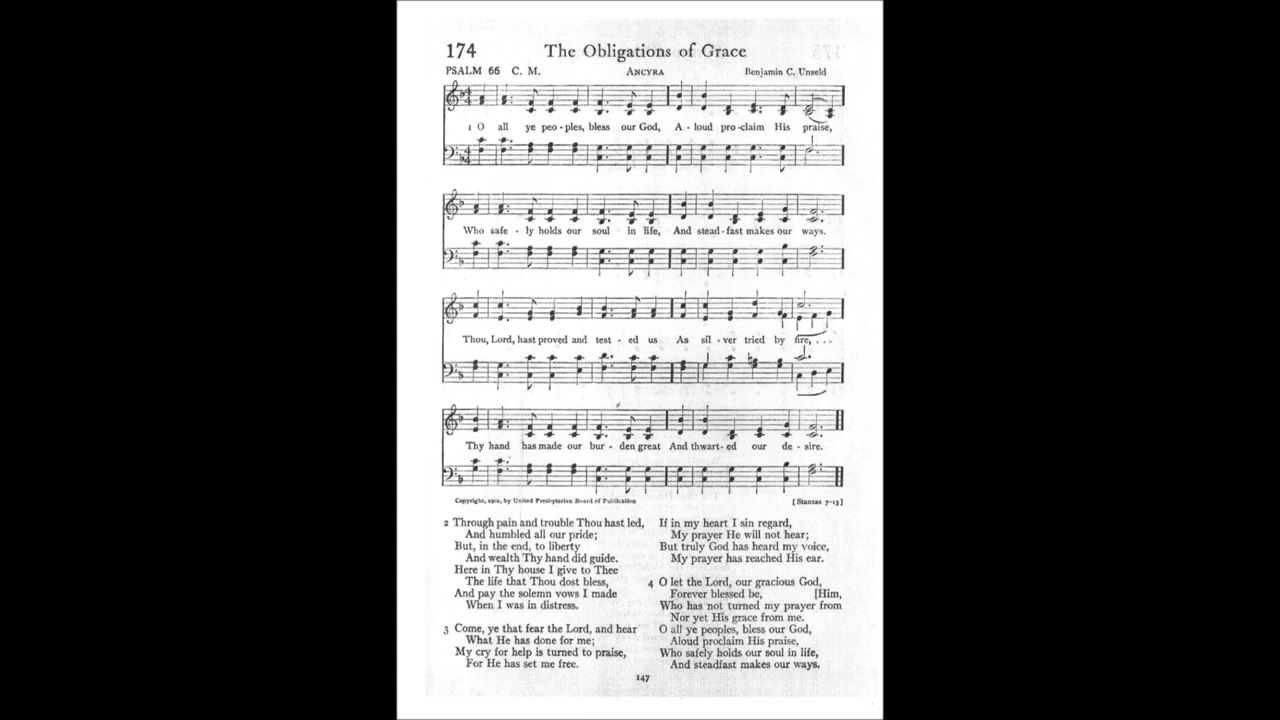 174 The Obligations of Grace
PSALM 66 C. M. ANCYRA Benjamin C. Unseld
1 O all ye peo - ples, bless our God, A - loud pro - claim His praise,
Who safe - ly holds our soul in life, And stead - fast makes our ways.
Thou, Lord, hast proved and test - ed us As sil - ver tried by fire, . . .
Thy hand has made our bur - den great And thwart - ed our de - sire.
Copyright, 1901, by United Presbyterian Board of Publication [Stanzas 7-13]
2 Through pain and trouble Thou hast led,
And humbled all our pride;
But, in the end, to liberty
And wealth Thy hand did guide.
Here in Thy house I give to Thee
The life that Thou dost bless,
And pay the solemn vows I made
When I was in distress.
3 Come, ye that fear the Lord, and hear
What He has done for me;
My cry for help is turned to praise,
For He has set me free.
If in my heart I sin regard,
My prayer He will not hear;
But truly God has heard my voice,
My prayer has reached His ear.
4 O let the Lord, our gracious God,
Forever blessed be, [Him,
Who has not turned my prayer from
Nor yet His grace from me.
O all ye peoples, bless our God,
Aloud proclaim His praise,
Who safely holds our soul in life,
And steadfast makes our ways.
147